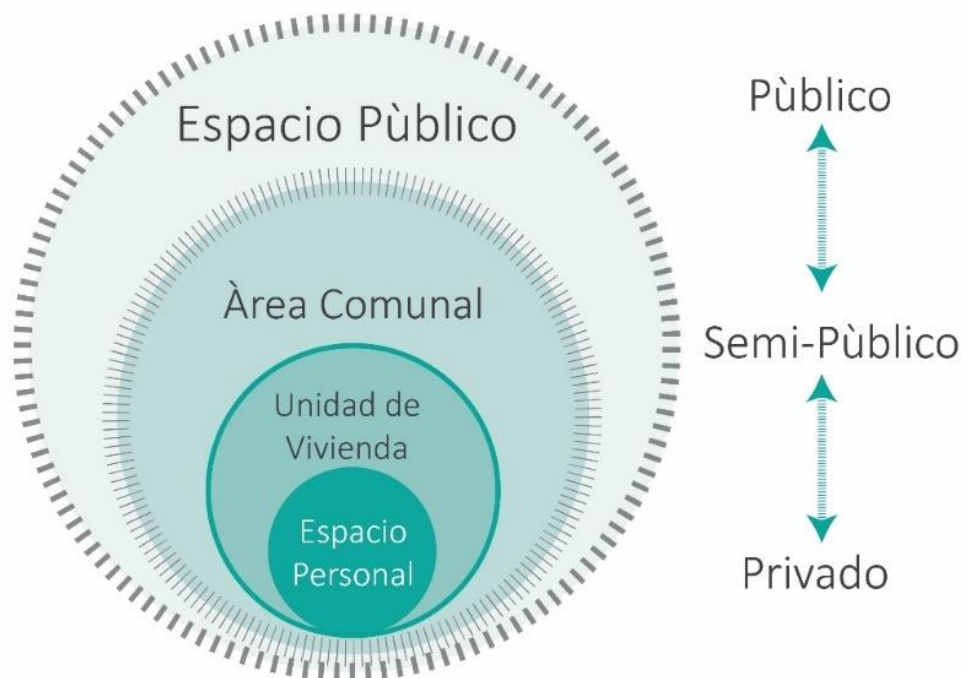 Espacio Pùblico
Àrea Comunal
Unidad de
Vivienda
Espacio
Personal
Pùblico
Semi-Pùblico
Privado